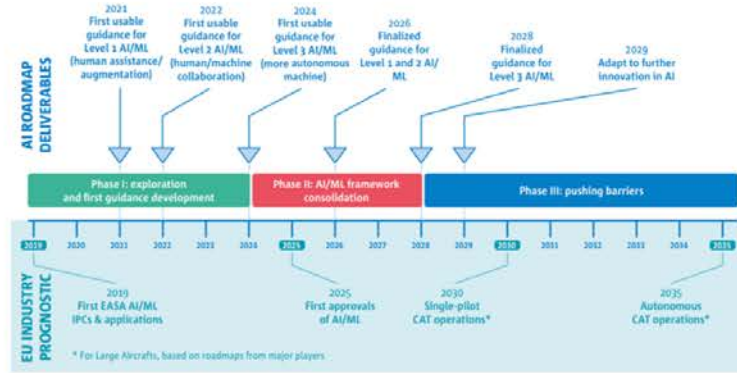 AI ROADMAP
DELIVERABLES
2021
First usable
guidance for
Level 1 AI/ML
(human assistance/
augmentation)
2022
First usable
guidance for
Level 2 AI/ML
(human/machine
collaboration)
2024
First usable
guidance for
Level 3 AI/ML
(more autonomous
machine)
2026
Finalized
guidance for
Level 1 and 2 AI/
ML
2028
Finalized
guidance for
Level 3 AI/ML
2029
Adapt to further
innovation in AI
Phase I: exploration
and first guidance development
Phase II: AI/ML framework
consolidation
Phase III: pushing barriers
2019 2020 2021 2022 2023 2024 2025 2026 2027 2028 2029 2030 2031 2032 2033 2034 2035
EU INDUSTRY
PROGNOSTIC
2019
First EASA AI/ML
IPCs & applications
2025
First approvals
of AI/ML
2030
Single-pilot
CAT operations*
2035
Autonomous
CAT operations*
* For Large Aircrafts, based on roadmaps from major players